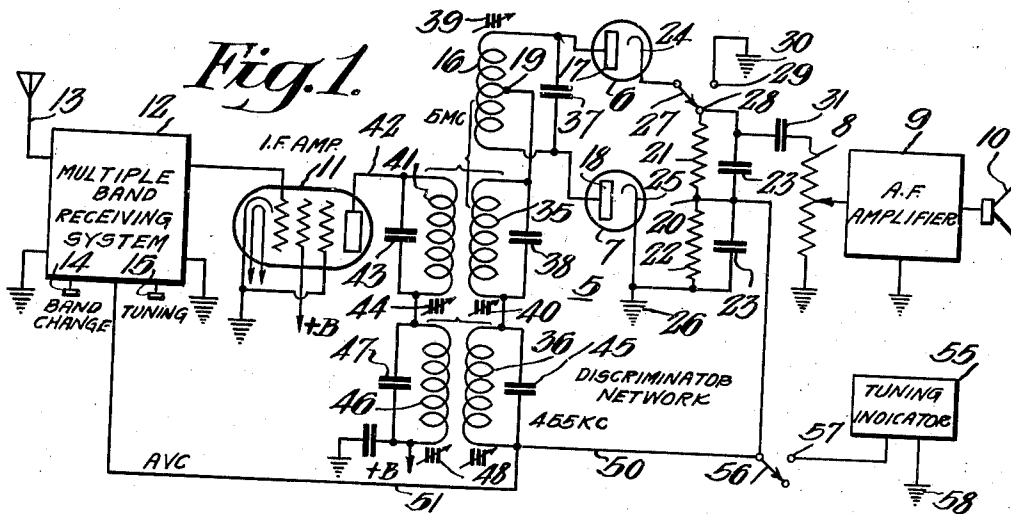 Fig. 1.
39
16
19
17
24
6
30
29
28
27
31
8
9
10
13
12
MULTIPLE
BAND
RECEIVING
SYSTEM
14
15
BAND
CHANGE
TUNING
I.F. AMP.
11
42
41
5MC
37
18
25
7
21
23
20
22
23
26
A.F.
AMPLIFIER
43
35
38
5
44
40
+B
47
46
36
45
DISCRIMINATOR
NETWORK
455KC
+B
48
50
AVC
51
55
TUNING
INDICATOR
56
57
58